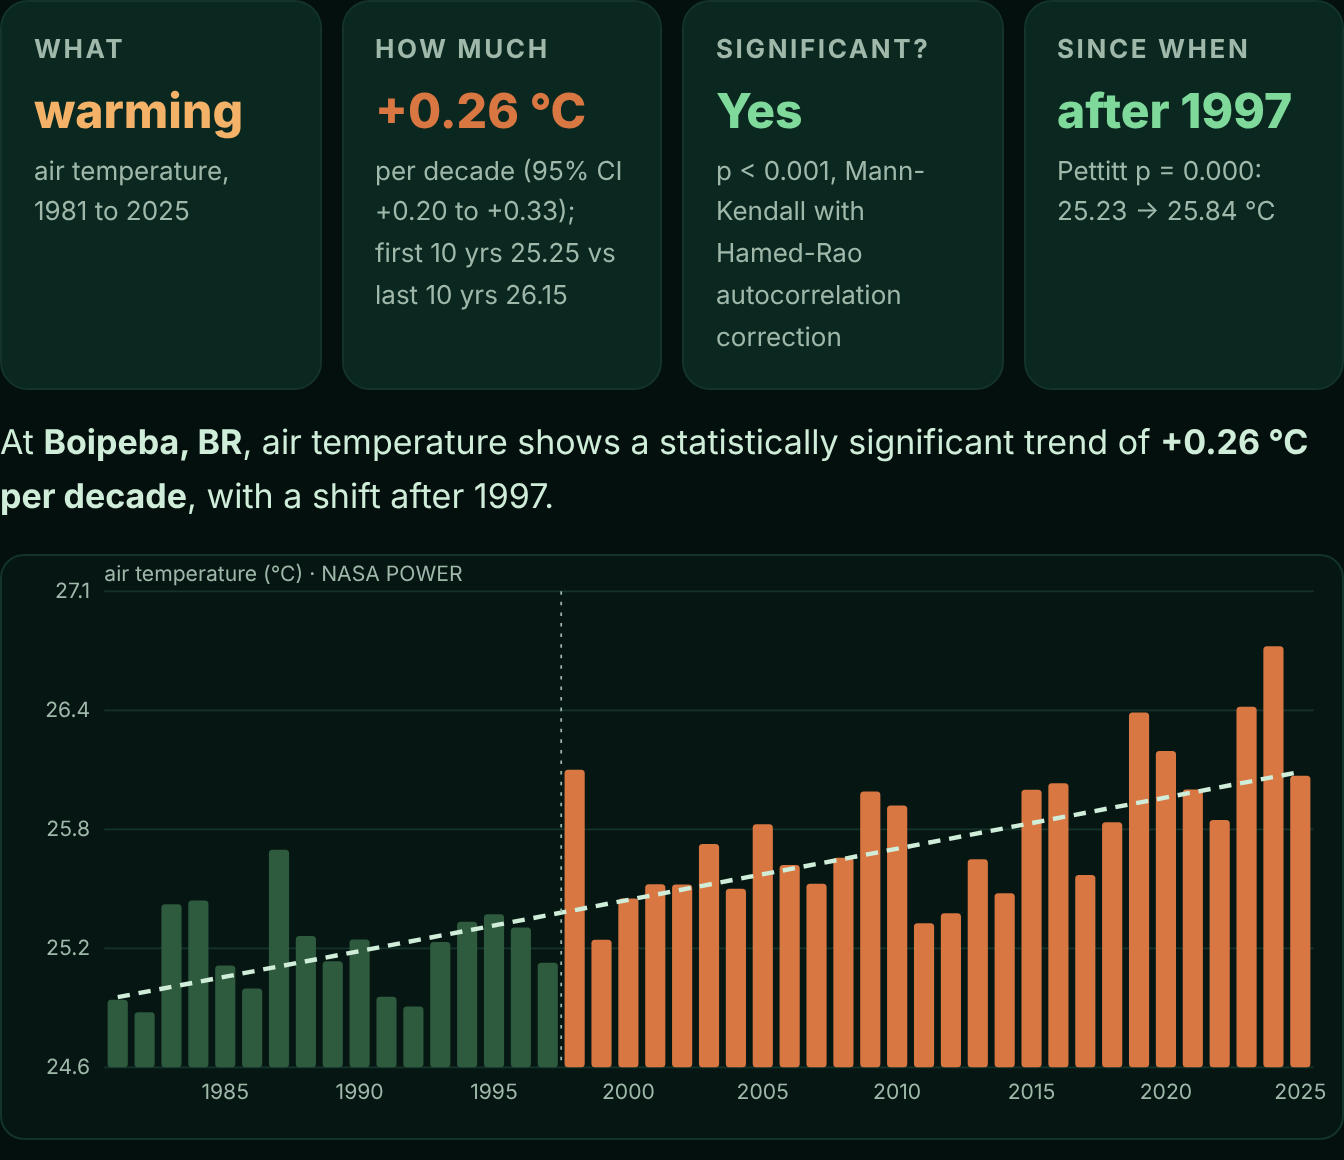 WHAT
warming
air temperature,
1981 to 2025
HOW MUCH
+0.26 °C
per decade (95% CI
+0.20 to +0.33);
first 10 yrs 25.25 vs
last 10 yrs 26.15
SIGNIFICANT?
Yes
p < 0.001, Mann-
Kendall with
Hamed-Rao
autocorrelation
correction
SINCE WHEN
after 1997
Pettitt p = 0.000:
25.23 → 25.84 °C
At Boipeba, BR, air temperature shows a statistically significant trend of +0.26 °C
per decade, with a shift after 1997.
air temperature (°C) · NASA POWER
27.1
26.4
25.8
25.2
24.6
1985 1990 1995 2000 2005 2010 2015 2020 2025